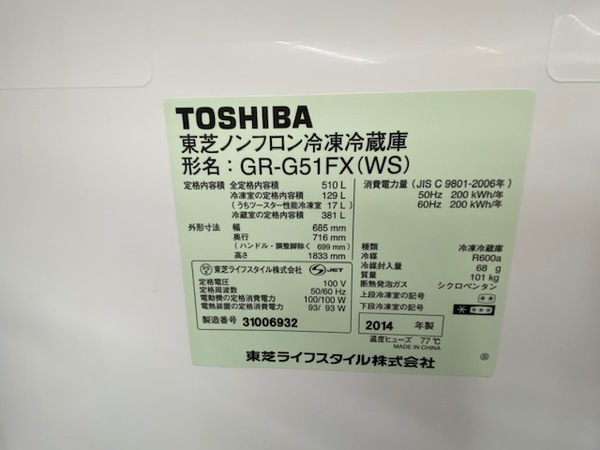 TOSHIBA
東芝ノンフロン冷凍冷蔵庫
形名：GR-G51FX(WS)
定格内容積 全定格内容積 510 L
冷凍室の定格内容積 129 L
(うちツースター性能冷凍室 17 L)
冷蔵室の定格内容積 381 L
外形寸法 幅 685 mm
奥行 716 mm
(ハンドル・調整脚除く 699 mm)
高さ 1833 mm
東芝ライフスタイル株式会社 S JET
定格電圧 100 V
定格周波数 50/60 Hz
電動機の定格消費電力 100/100 W
電熱装置の定格消費電力 93/ 93 W
製造番号 31006932
消費電力量 (JIS C 9801-2006年)
50Hz 200 kWh/年
60Hz 200 kWh/年
種類 冷凍冷蔵庫
冷媒 R600a
冷媒封入量 68 g
質量 101 kg
断熱発泡ガス シクロペンタン
上段冷凍室の記号 **
下段冷凍室の記号 ****
2014 年製
温度ヒューズ 77℃
MADE IN CHINA
東芝ライフスタイル株式会社 Ⓑ